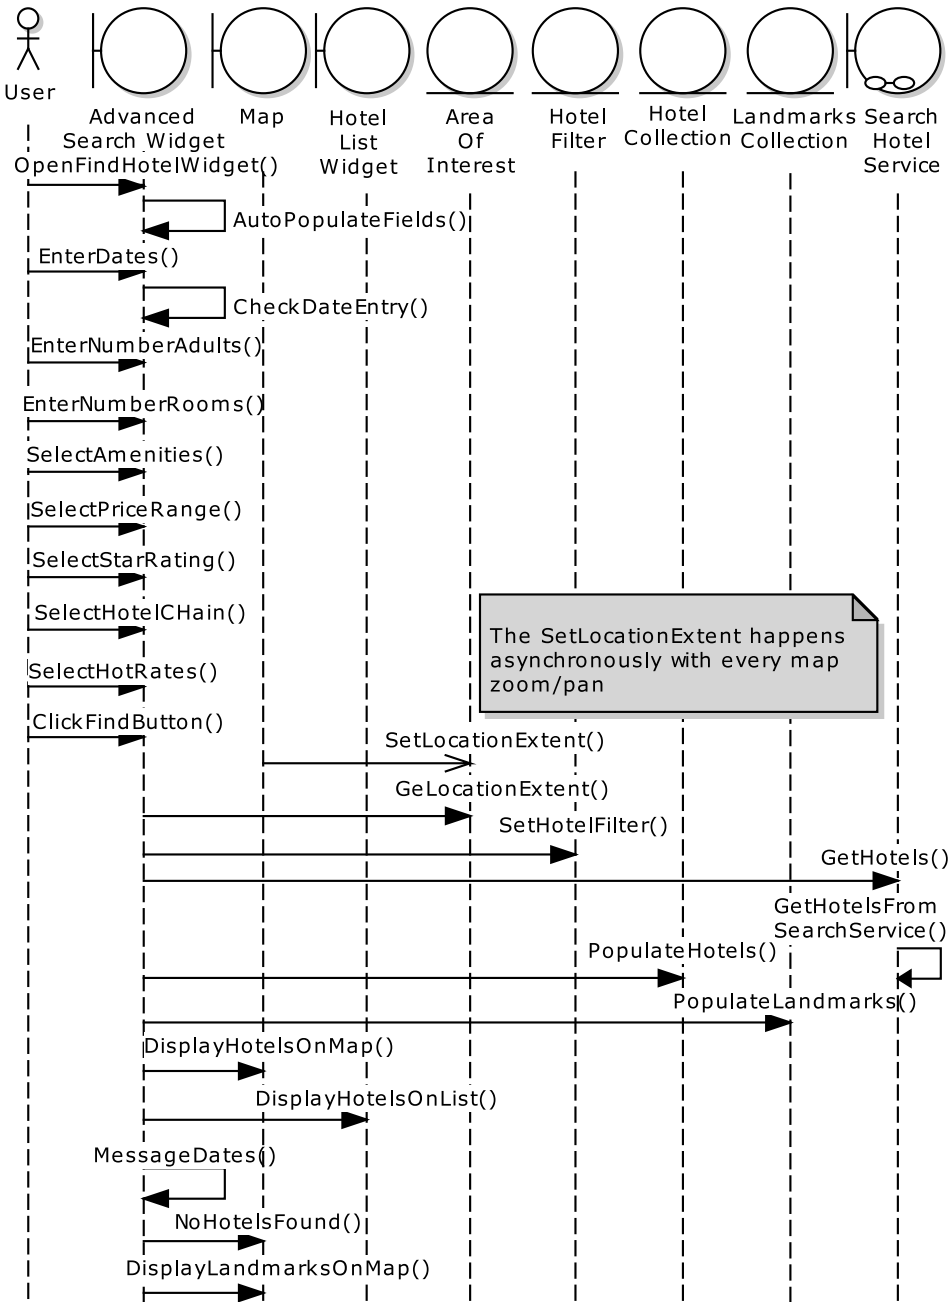 User
Advanced
Search Widget
Map
Hotel
List
Widget
Area
Of
Interest
Hotel
Filter
Hotel
Collection
Landmarks
Collection
Search
Hotel
Service
OpenFindHotelWidget()
AutoPopulateFields()
EnterDates()
CheckDateEntry()
EnterNumberAdults()
EnterNumberRooms()
SelectAmenities()
SelectPriceRange()
SelectStarRating()
SelectHotelCHain()
The SetLocationExtent happens
asynchronously with every map
zoom/pan
SelectHotRates()
ClickFindButton()
SetLocationExtent()
GeLocationExtent()
SetHotelFilter()
GetHotels()
GetHotelsFrom
SearchService()
PopulateHotels()
PopulateLandmarks()
DisplayHotelsOnMap()
DisplayHotelsOnList()
MessageDates()
NoHotelsFound()
DisplayLandmarksOnMap()